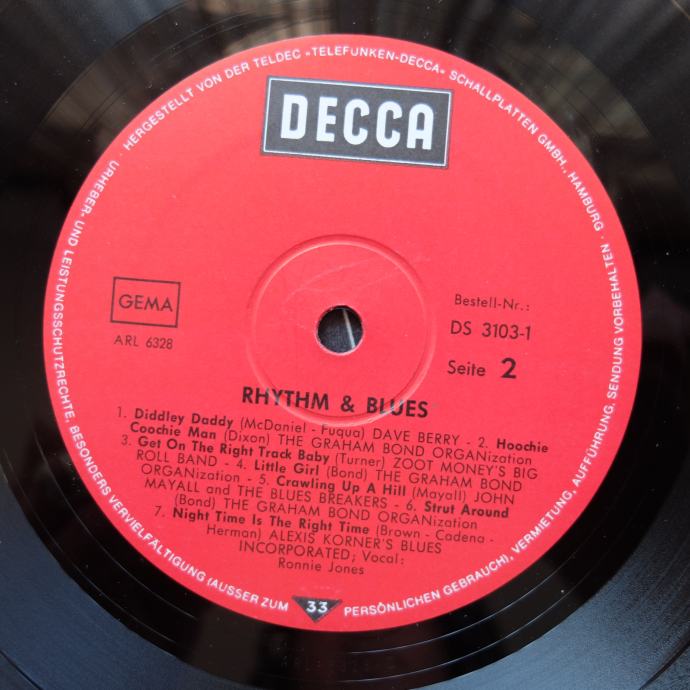 HERGESTELLT VON DER TELDEC »TELEFUNKEN-DECCA« SCHALLPLATTEN GMBH., HAMBURG · URHEBER- UND LEISTUNGSSCHUTZRECHTE, BESONDERS VERVIELFÄLTIGUNG (AUSSER ZUM PERSÖNLICHEN GEBRAUCH), VERMIETUNG, AUFFÜHRUNG, SENDUNG VORBEHALTEN ·
DECCA
GEMA
ARL 6328
Bestell-Nr.:
DS 3103-1
Seite 2
RHYTHM & BLUES
1. Diddley Daddy (McDaniel - Fuqua) DAVE BERRY - 2. Hoochie
Coochie Man (Dixon) THE GRAHAM BOND ORGANization
3. Get On The Right Track Baby (Turner) ZOOT MONEY'S BIG
ROLL BAND - 4. Little Girl (Bond) THE GRAHAM BOND
ORGANization - 5. Crawling Up A Hill (Mayall) JOHN
MAYALL and THE BLUES BREAKERS - 6. Strut Around
(Bond) THE GRAHAM BOND ORGANization
7. Night Time Is The Right Time (Brown - Cadena -
Herman) ALEXIS KORNER'S BLUES
INCORPORATED; Vocal:
Ronnie Jones
33